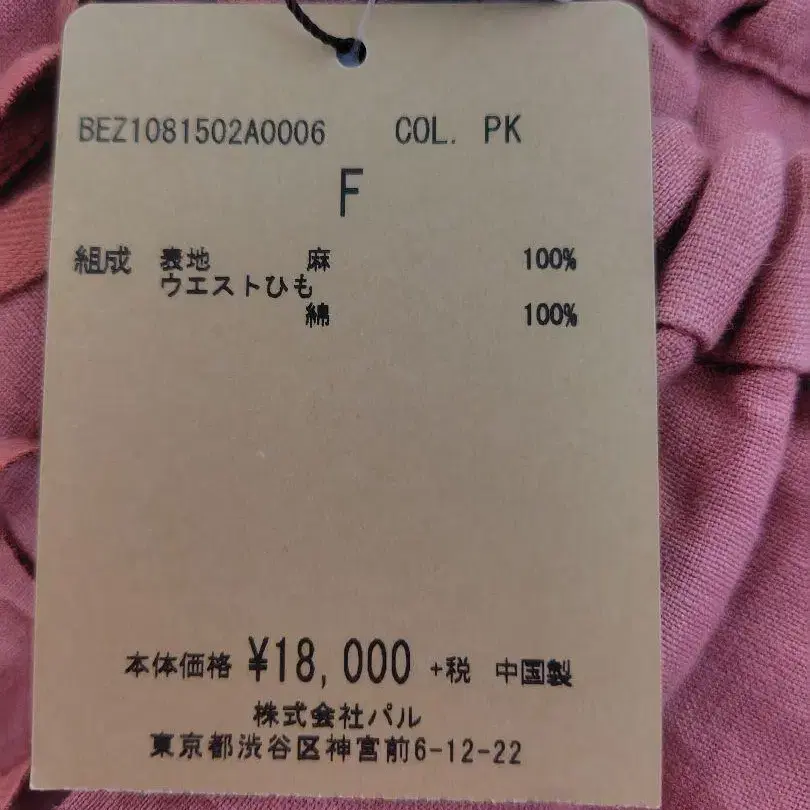 BEZ1081502A0006 COL. PK
F
組成 表地 麻 100%
ウエストひも
綿 100%
本体価格 ¥18,000 +税 中国製
株式会社パル
東京都渋谷区神宮前6-12-22